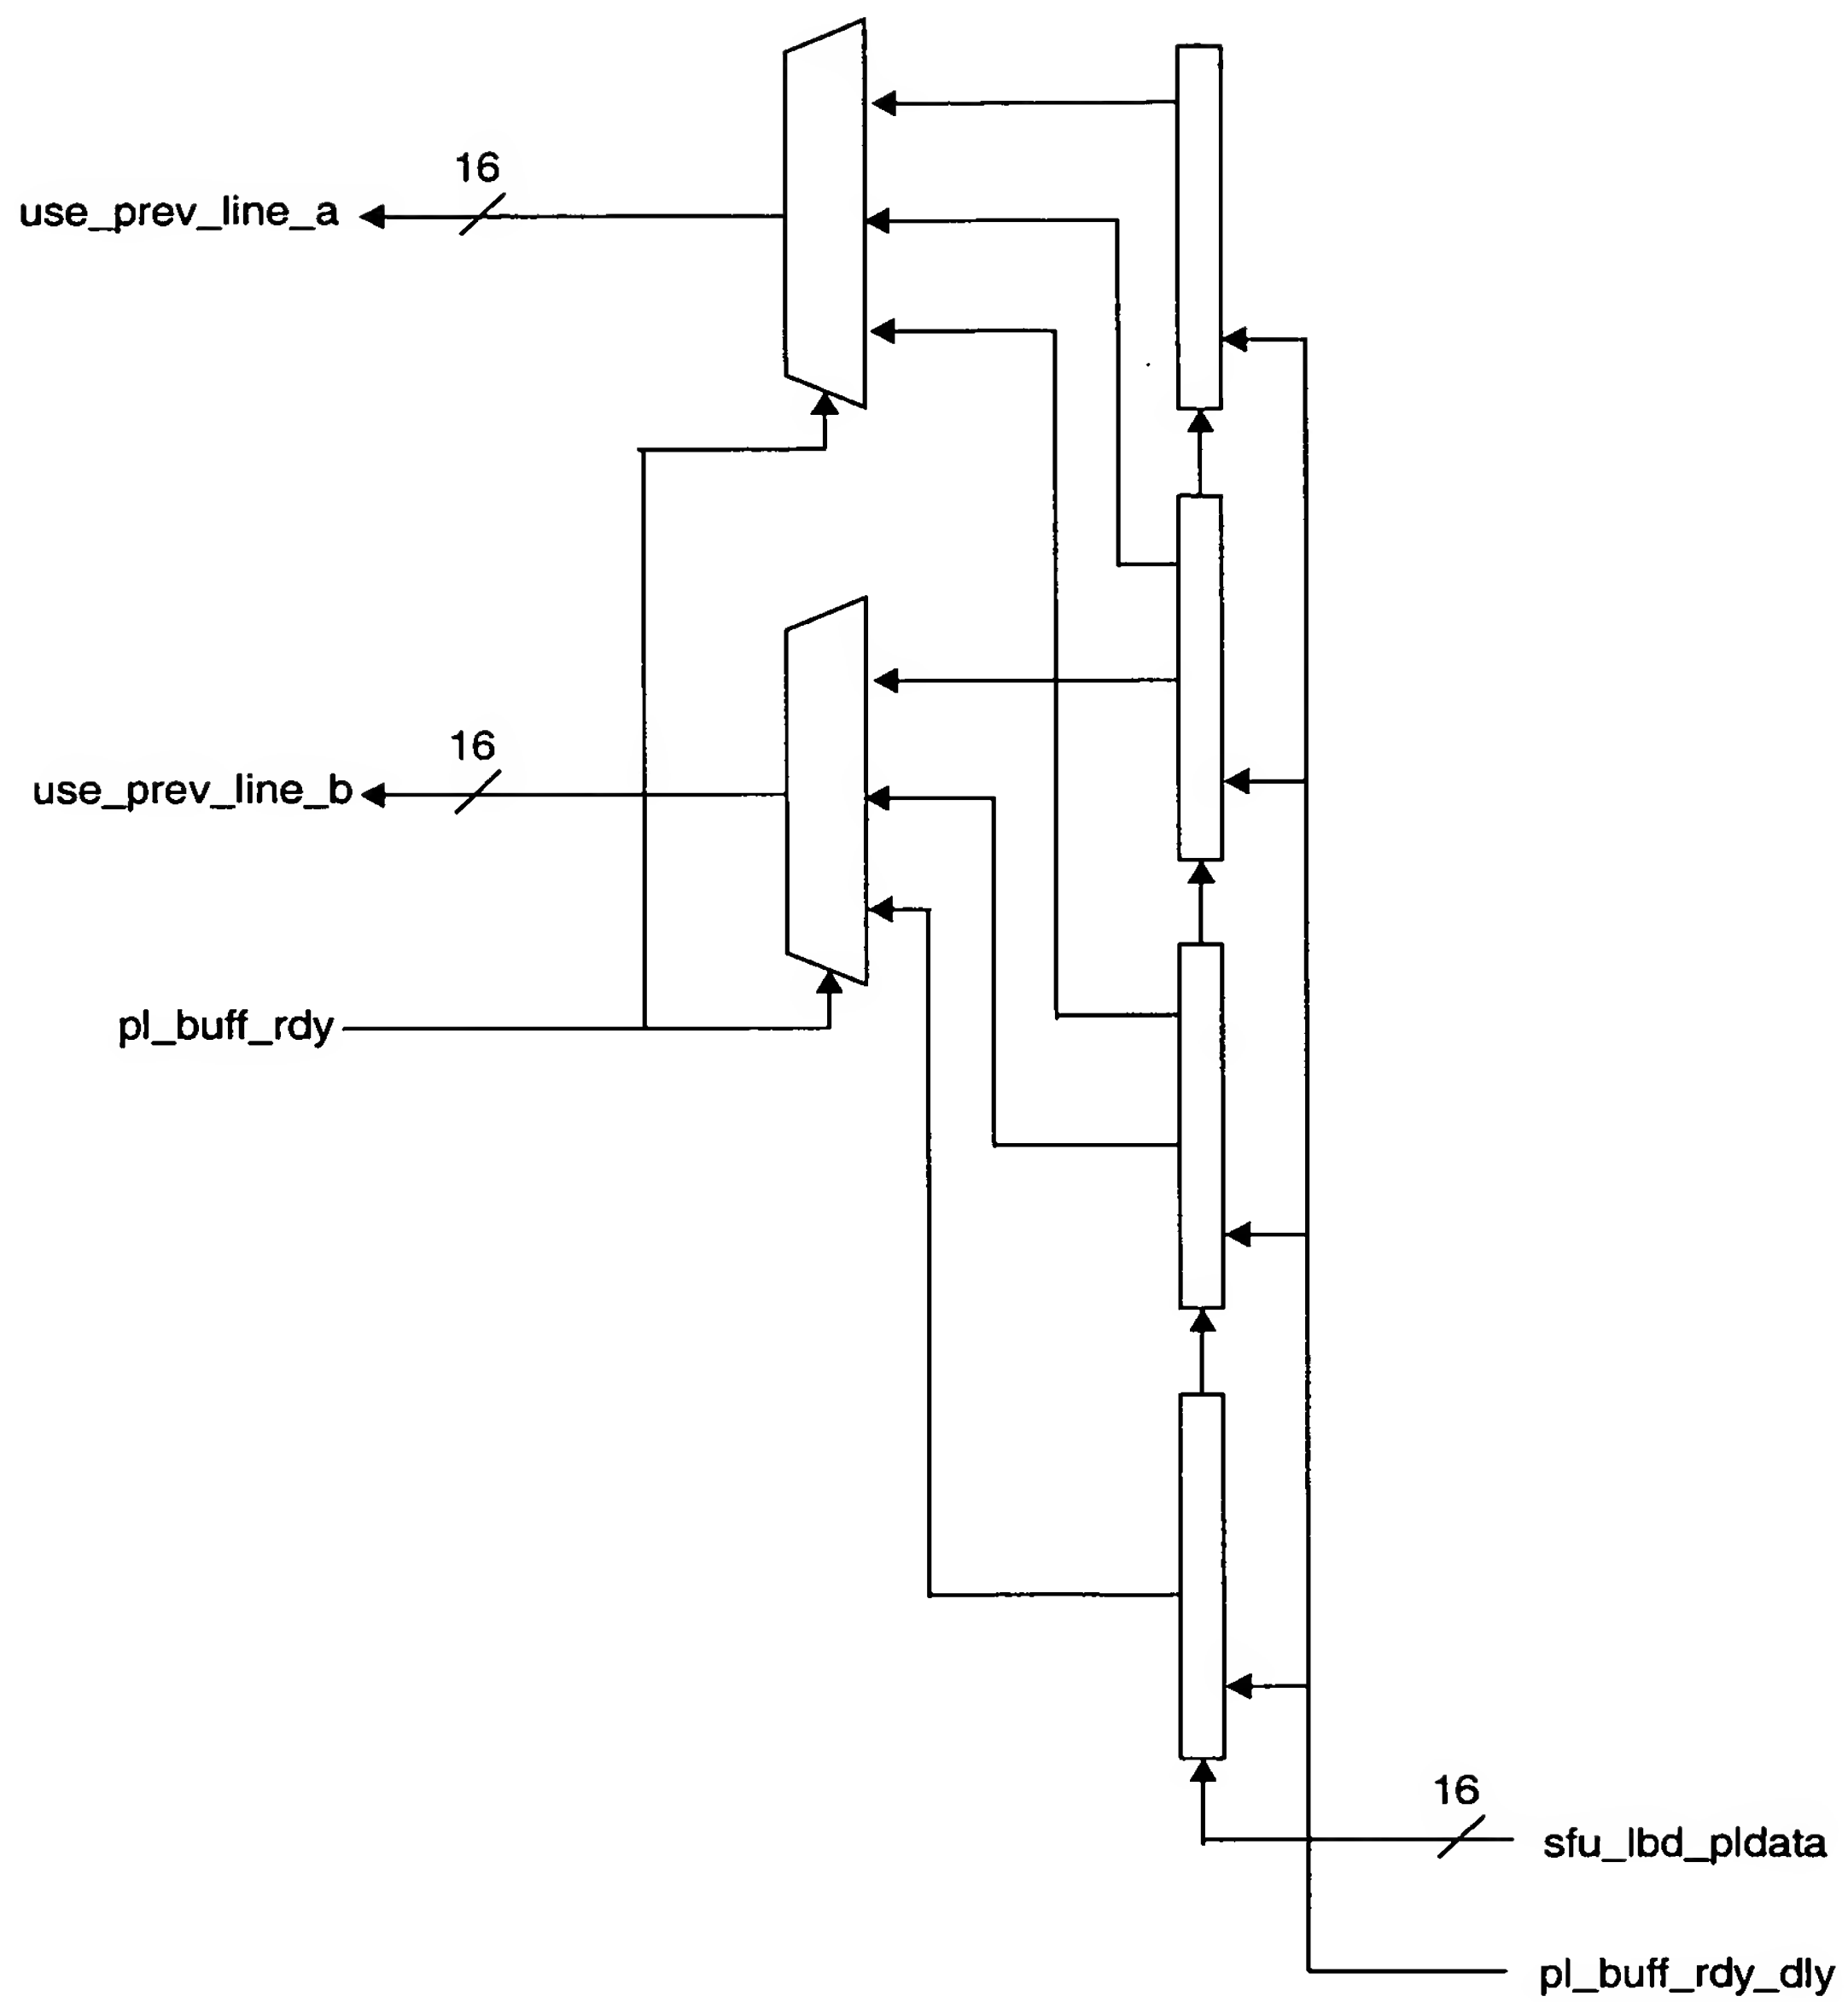 16
use_prev_line_a
16
use_prev_line_b
pl_buff_rdy
16
sfu_lbd_pldata
pl_buff_rdy_dly